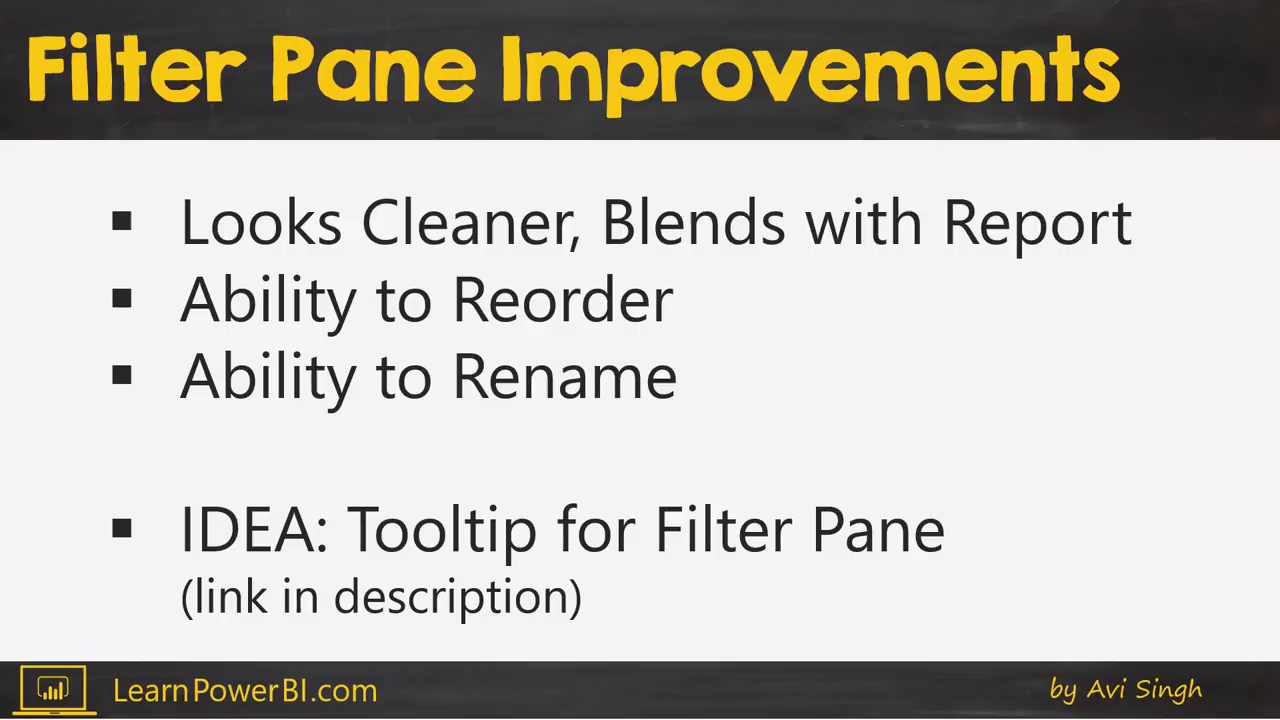 Filter Pane Improvements
▪ Looks Cleaner, Blends with Report
▪ Ability to Reorder
▪ Ability to Rename
▪ IDEA: Tooltip for Filter Pane
(link in description)
LearnPowerBI.com
by Avi Singh